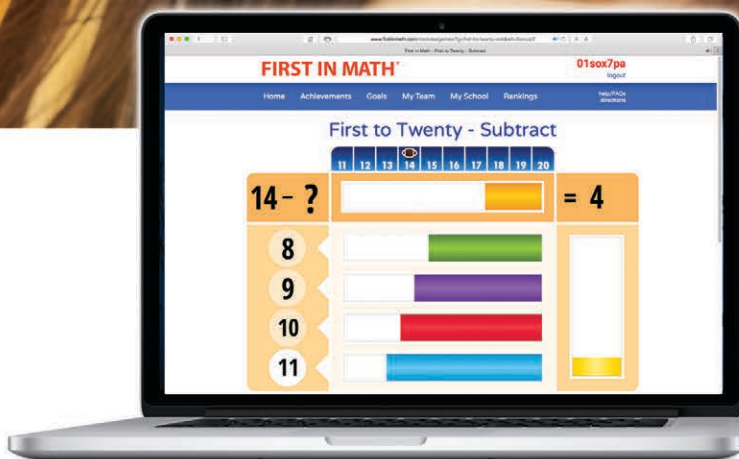 FIRST IN MATH®
01sox7pa
logout
Home Achievements Goals My Team My School Rankings
help/FAQs
directions
First to Twenty - Subtract
11 12 13 14 15 16 17 18 19 20
14 - ? = 4
8
9
10
11